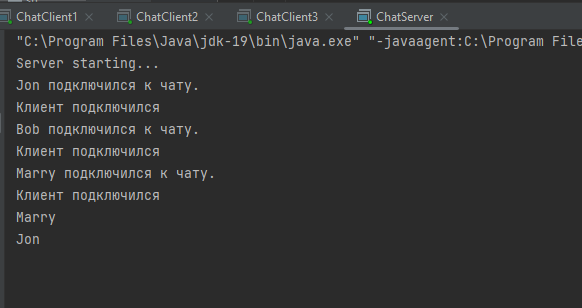 ChatClient1 ChatClient2 ChatClient3 ChatServer
"C:\Program Files\Java\jdk-19\bin\java.exe" "-javaagent:C:\Program File
Server starting...
Jon подключился к чату.
Клиент подключился
Bob подключился к чату.
Клиент подключился
Marry подключился к чату.
Клиент подключился
Marry
Jon